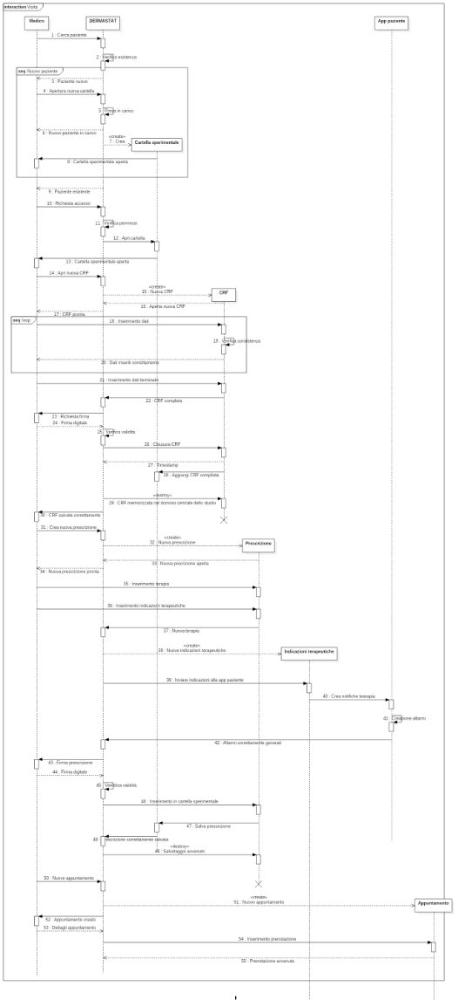 interaction Visita
Medico
DERMASTAT
App paziente
1 : Cerca paziente
2 : Verifica esistenza
seq Nuovo paziente
3 : Paziente nuovo
4 : Apertura nuova cartella
5 : Presa in carico
6 : Nuovo paziente in carico
«create»
7 : Crea
Cartella sperimentale
8 : Cartella sperimentale aperta
9 : Paziente esistente
10 : Richiesta accesso
11 : Verifica permessi
12 : Apri cartella
13 : Cartella sperimentale aperta
14 : Apri nuova CRF
«create»
15 : Nuova CRF
CRF
16 : Aperta nuova CRF
17 : CRF pronta
seq loop
18 : Inserimento dati
19 : Verifica consistenza
20 : Dati inseriti correttamente
21 : Inserimento dati terminato
22 : CRF completa
23 : Richiesta firma
24 : Firma digitale
25 : Verifica validità
26 : Chiusura CRF
27 : Timestamp
28 : Aggiungi CRF compilata
«destroy»
29 : CRF memorizzata nel dominio centrale dello studio
30 : CRF salvata correttamente
31 : Crea nuova prescrizione
«create»
32 : Nuova prescrizione
Prescrizione
33 : Nuova precrizione aperta
34 : Nuova prescrizione pronta
35 : Inserimento terapia
36 : Inserimento indicazioni terapeutiche
37 : Nuova terapia
«create»
38 : Nuove indicazioni terapeutiche
Indicazioni terapeutiche
39 : Inviare indicazioni alla app paziente
40 : Crea notifiche tearapia
41 : Creazione allarmi
42 : Allarmi correttamente generati
43 : Firma prescrizione
44 : Firma digitale
45 : Verifica validità
46 : Inserimento in cartella sperimentale
47 : Salva prescrizione
48 : escrizione correttamente salvata
«destroy»
49 : Salvataggio avvenuto
50 : Nuovo appuntamento
«create»
51 : Nuovo appuntamento
Appuntamento
52 : Appuntamento creato
53 : Dettagli appuntamento
54 : Inserimento prenotazione
55 : Prenotazione avvenuta